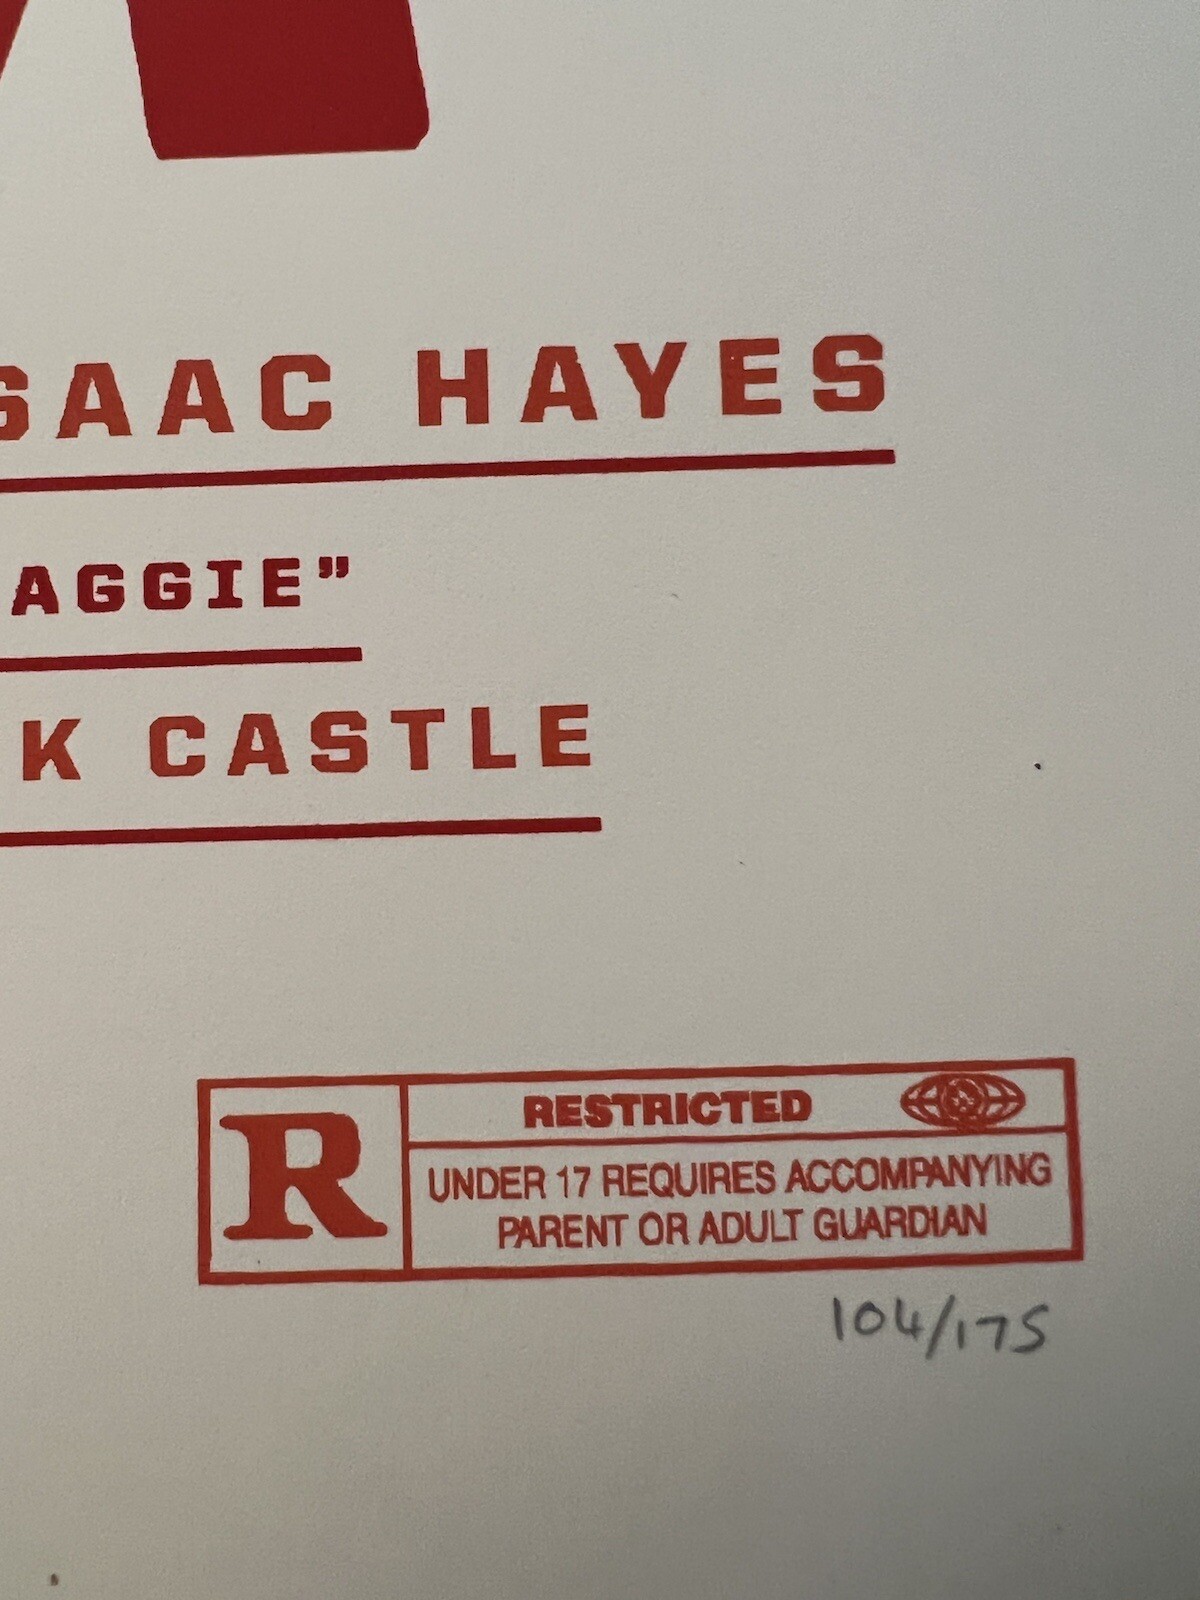 SAAC HAYES
AGGIE”
K CASTLE
R
RESTRICTED
UNDER 17 REQUIRES ACCOMPANYING
PARENT OR ADULT GUARDIAN
104/175